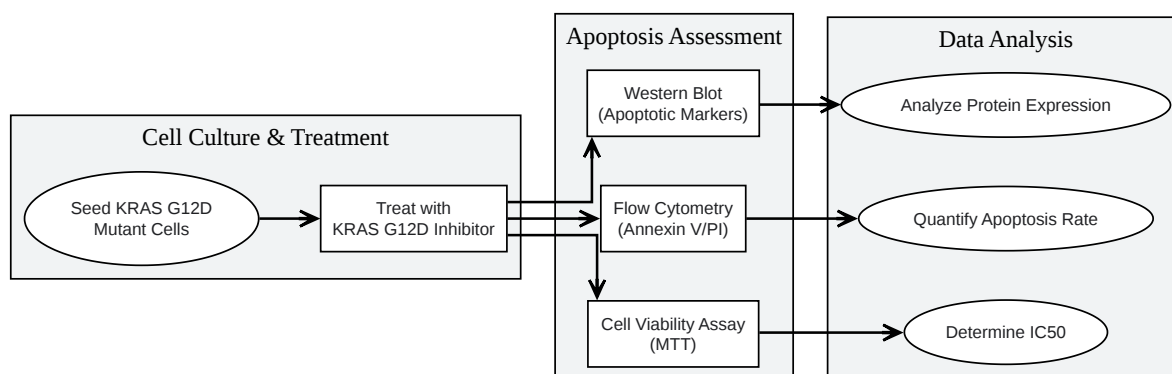 Cell Culture & Treatment
Seed KRAS G12D
Mutant Cells
Treat with
KRAS G12D Inhibitor
Apoptosis Assessment
Western Blot
(Apoptotic Markers)
Flow Cytometry
(Annexin V/PI)
Cell Viability Assay
(MTT)
Data Analysis
Analyze Protein Expression
Quantify Apoptosis Rate
Determine IC50